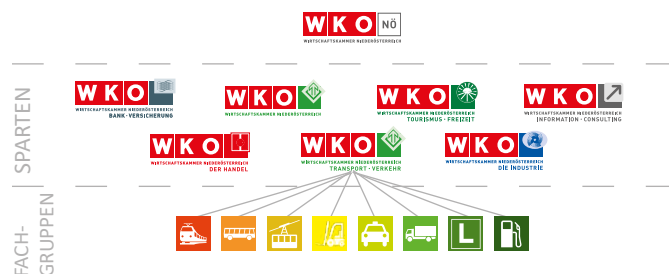 WKO NÖ
WIRTSCHAFTSKAMMER NIEDERÖSTERREICH
SPARTEN
WKO
WIRTSCHAFTSKAMMER NIEDERÖSTERREICH
BANK · VERSICHERUNG
WKO
WIRTSCHAFTSKAMMER NIEDERÖSTERREICH
WKO
WIRTSCHAFTSKAMMER NIEDERÖSTERREICH
TOURISMUS · FREIZEIT
WKO
WIRTSCHAFTSKAMMER NIEDERÖSTERREICH
INFORMATION · CONSULTING
WKO H
WIRTSCHAFTSKAMMER NIEDERÖSTERREICH
DER HANDEL
WKO
WIRTSCHAFTSKAMMER NIEDERÖSTERREICH
TRANSPORT · VERKEHR
WKO
WIRTSCHAFTSKAMMER NIEDERÖSTERREICH
DIE INDUSTRIE
FACH-
GRUPPEN
L